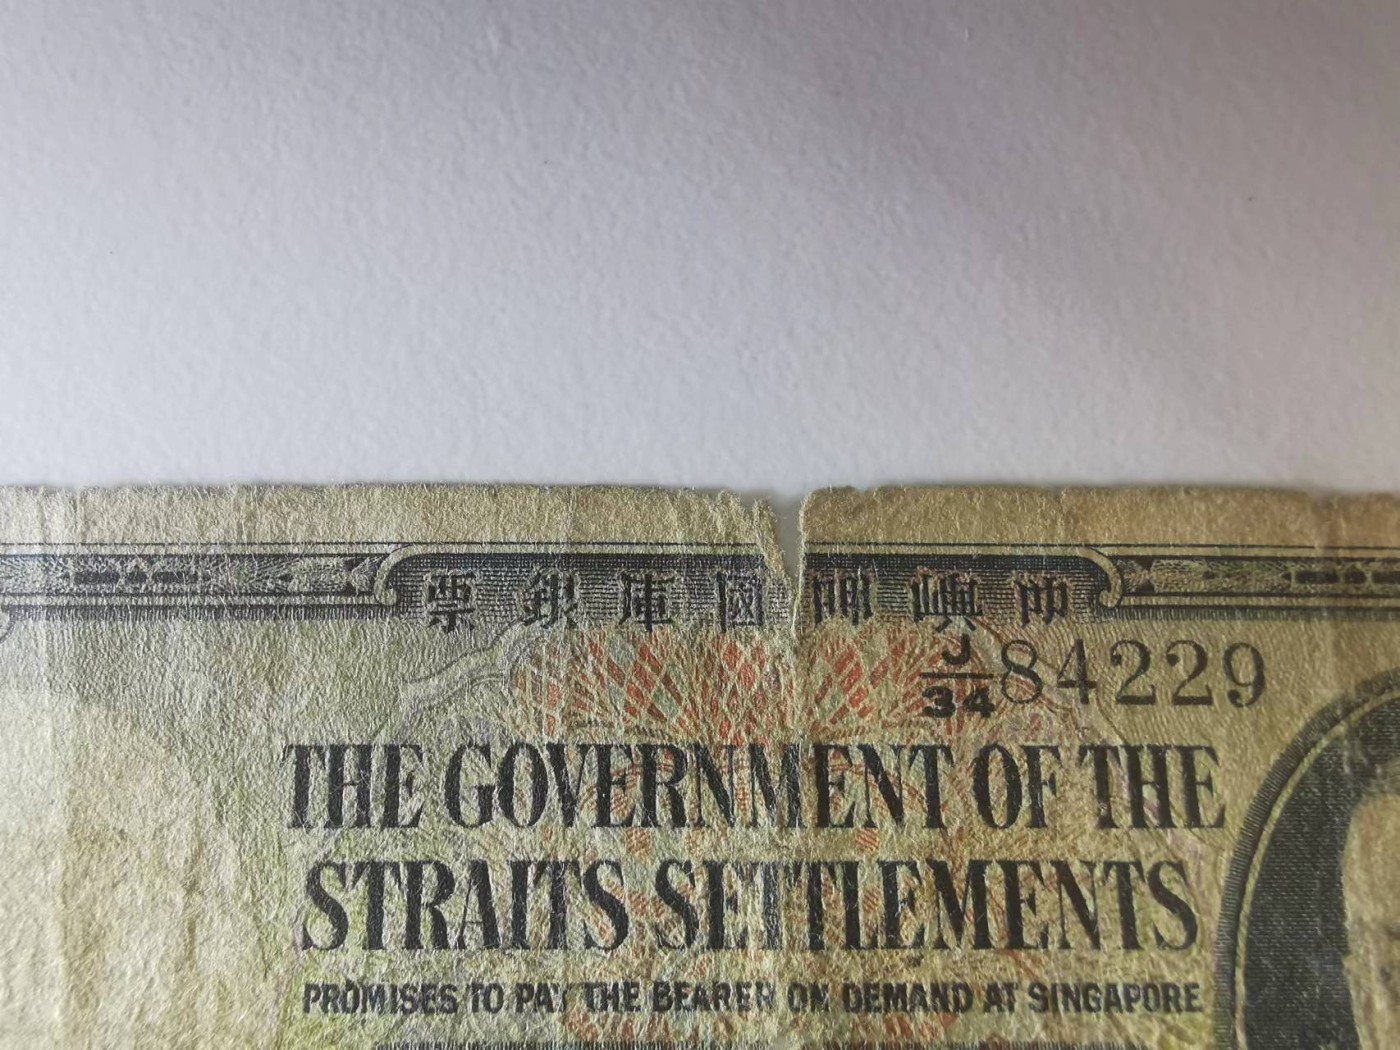 叻嶼呷國庫銀票
J/34 84229
THE GOVERNMENT OF THE
STRAITS SETTLEMENTS
PROMISES TO PAY THE BEARER ON DEMAND AT SINGAPORE